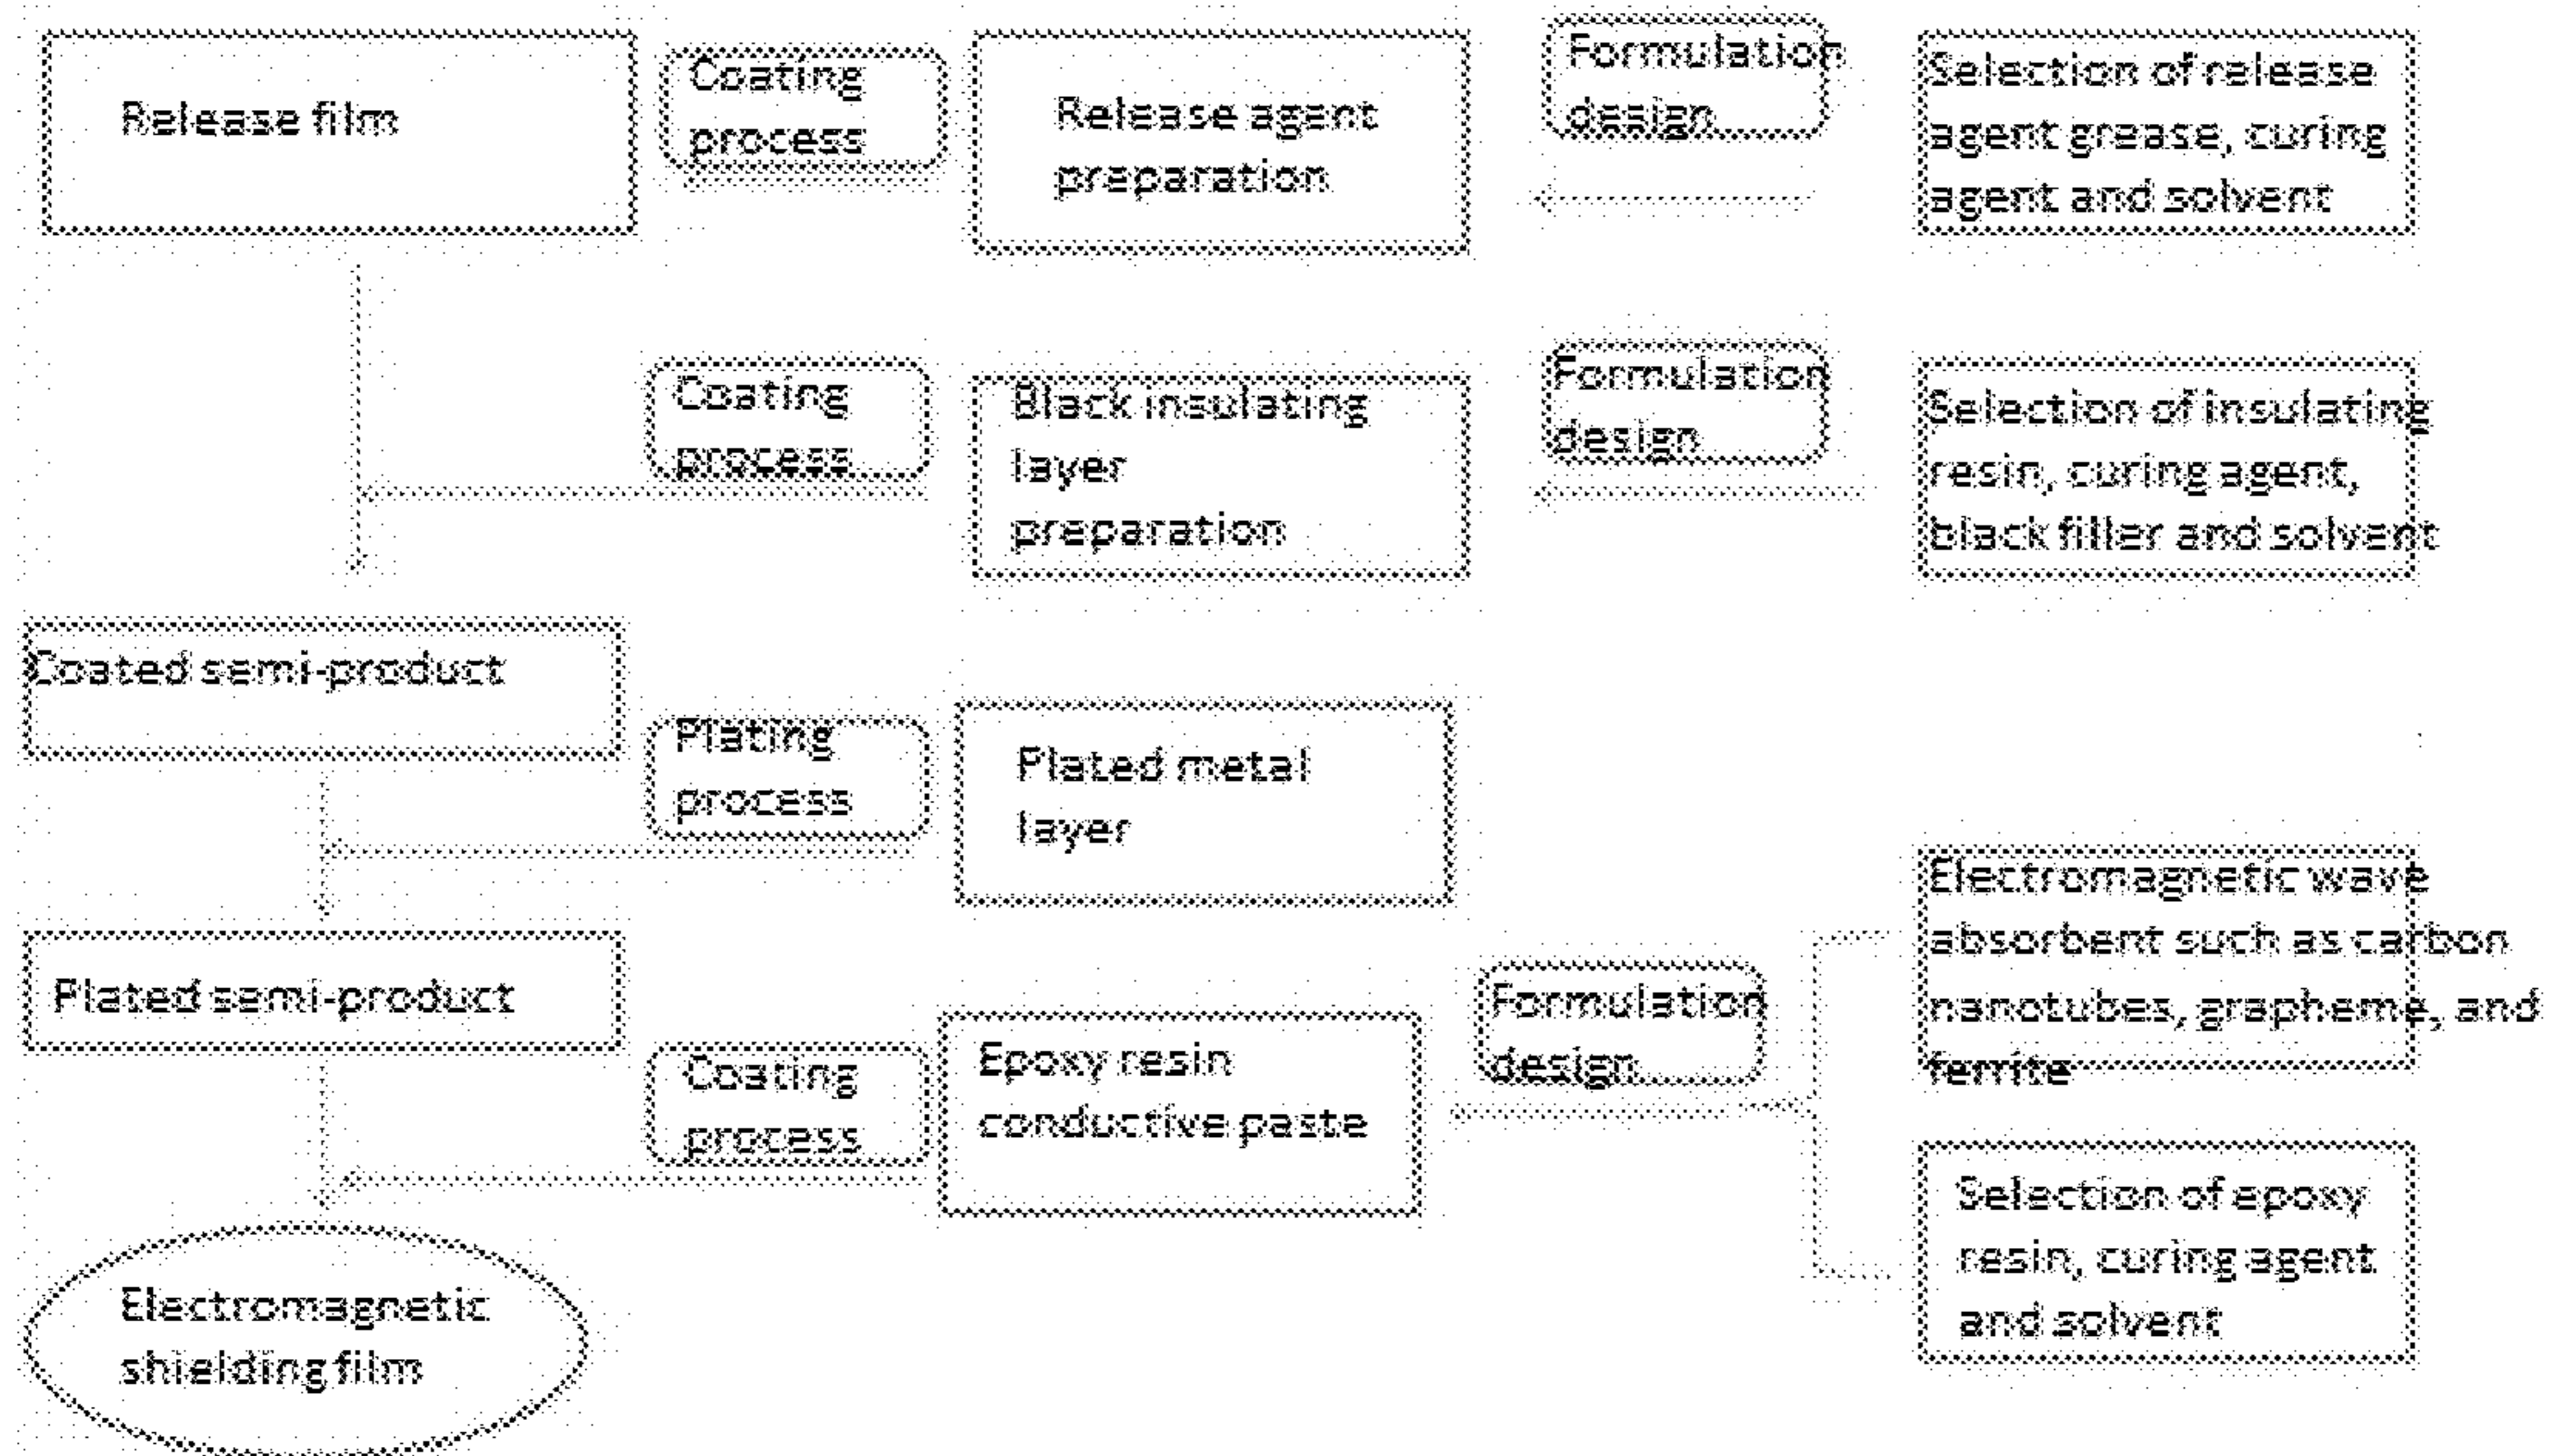 Release film
Coating
process
Release agent
preparation
Formulation
design
Selection of release
agent grease, curing
agent and solvent
Coating
process
Black insulating
layer
preparation
Formulation
design
Selection of insulating
resin, curing agent,
black filler and solvent
Coated semi-product
Plating
process
Plated metal
layer
Plated semi-product
Coating
process
Epoxy resin
conductive paste
Formulation
design
Electromagnetic wave
absorbent such as carbon
nanotubes, grapheme, and
ferrite
Selection of epoxy
resin, curing agent
and solvent
Electromagnetic
shielding film